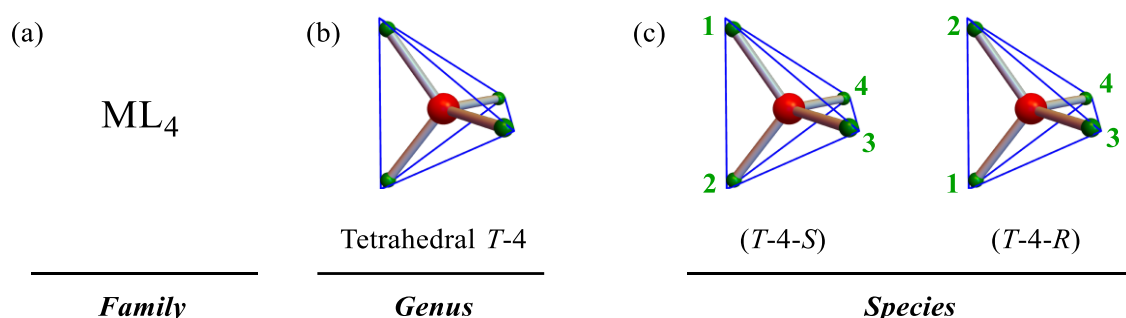 (a)
ML4
Family
(b)
Tetrahedral T-4
Genus
(c)
1
2
3
4
(T-4-S)
2
1
3
4
(T-4-R)
Species